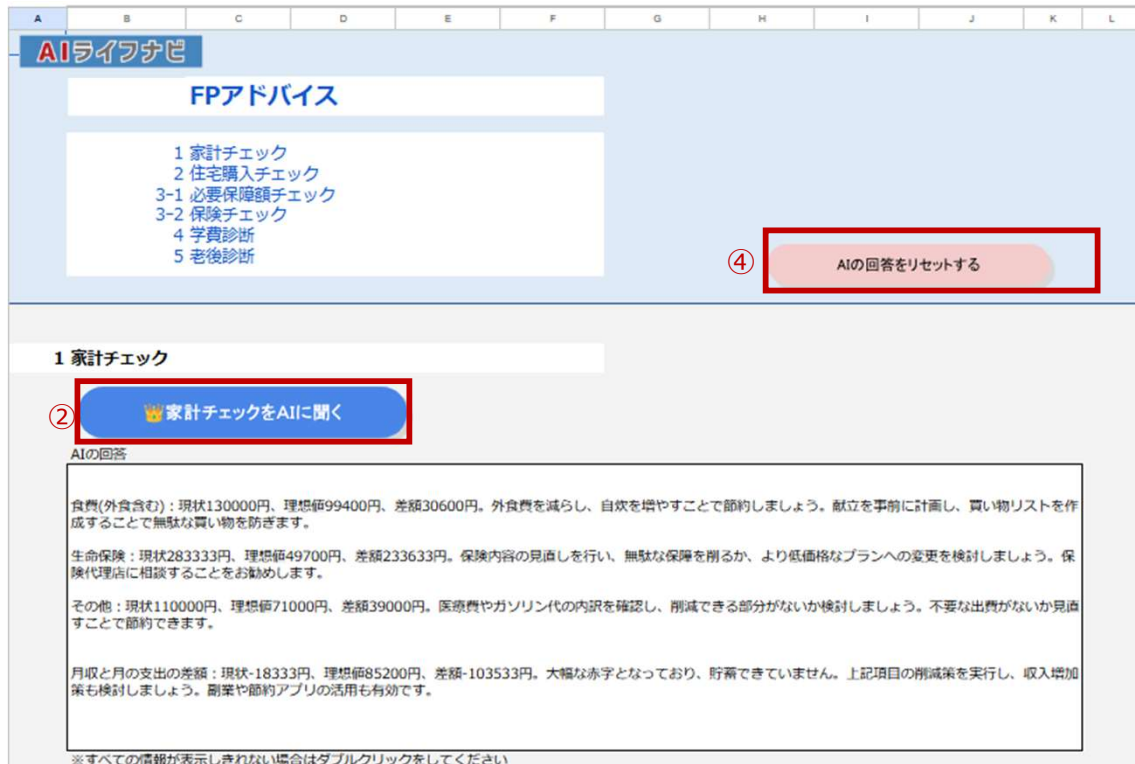 A B C D E F G H I J K L
AIライフナビ
FPアドバイス
1 家計チェック
2 住宅購入チェック
3-1 必要保障額チェック
3-2 保険チェック
4 学費診断
5 老後診断
④ AIの回答をリセットする
1 家計チェック
② 👑家計チェックをAIに聞く
AIの回答
食費(外食含む)：現状130000円、理想値99400円、差額30600円。外食費を減らし、自炊を増やすことで節約しましょう。献立を事前に計画し、買い物リストを作
成することで無駄な買い物を防ぎます。
生命保険：現状283333円、理想値49700円、差額233633円。保険内容の見直しを行い、無駄な保障を削るか、より低価格なプランへの変更を検討しましょう。保
険代理店に相談することをお勧めします。
その他：現状110000円、理想値71000円、差額39000円。医療費やガソリン代の内訳を確認し、削減できる部分がないか検討しましょう。不要な出費がないか見直
すことで節約できます。
月収と月の支出の差額：現状-18333円、理想値85200円、差額-103533円。大幅な赤字となっており、貯蓄できていません。上記項目の削減策を実行し、収入増加
策も検討しましょう。副業や節約アプリの活用も有効です。
※すべての情報が表示しきれない場合はダブルクリックをしてください